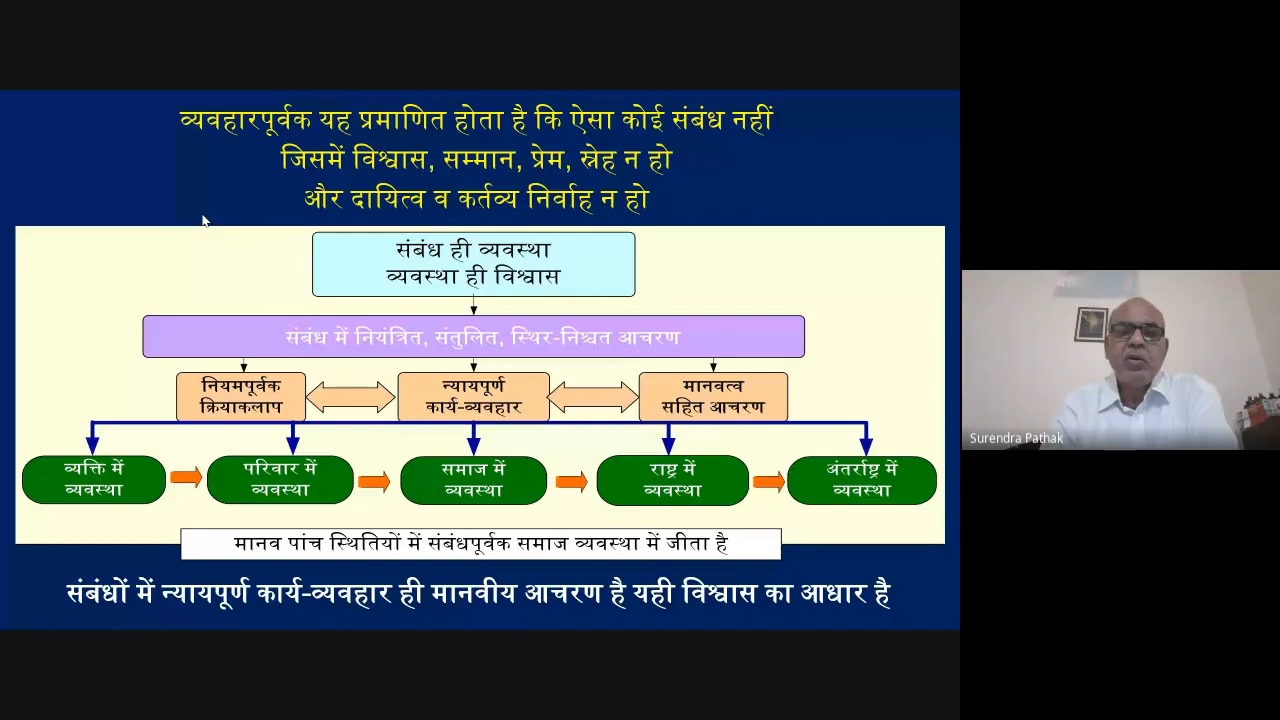 व्यवहारपूर्वक यह प्रमाणित होता है कि ऐसा कोई संबंध नहीं
जिसमें विश्वास, सम्मान, प्रेम, स्नेह न हो
और दायित्व व कर्तव्य निर्वाह न हो
संबंध ही व्यवस्था
व्यवस्था ही विश्वास
संबंध में नियंत्रित, संतुलित, स्थिर-निश्चत आचरण
नियमपूर्वक
क्रियाकलाप
न्यायपूर्ण
कार्य-व्यवहार
मानवत्व
सहित आचरण
व्यक्ति में
व्यवस्था
परिवार में
व्यवस्था
समाज में
व्यवस्था
राष्ट्र में
व्यवस्था
अंतर्राष्ट्र में
व्यवस्था
मानव पांच स्थितियों में संबंधपूर्वक समाज व्यवस्था में जीता है
संबंधों में न्यायपूर्ण कार्य-व्यवहार ही मानवीय आचरण है यही विश्वास का आधार है
Surendra Pathak